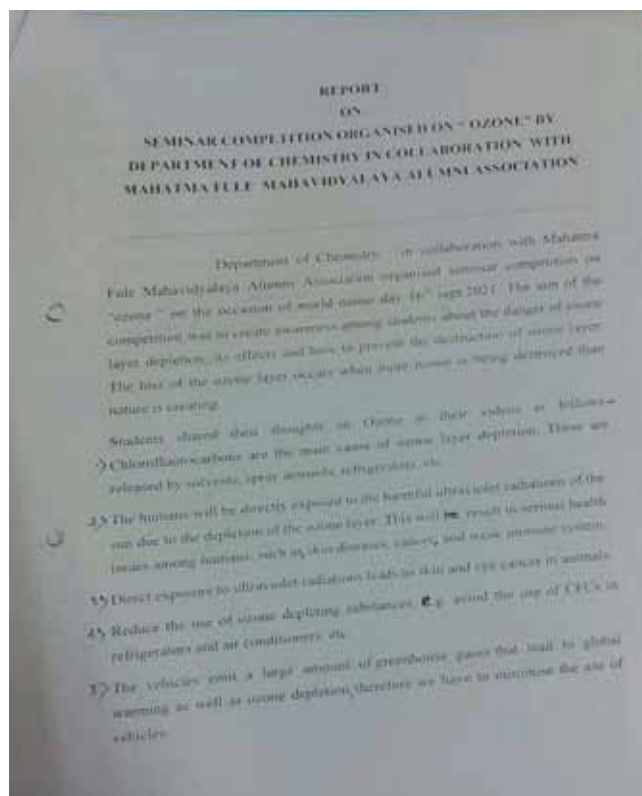 REPORT
ON
SEMINAR COMPETITION ORGANISED ON " OZONE" BY
DEPARTMENT OF CHEMISTRY IN COLLABORATION WITH
MAHATMA FULE MAHAVIDYALAYA ALUMNI ASSOCIATION
Department of Chemistry in collaboration with Mahatma
Fule Mahavidyalaya Alumni Association organised seminar competition on
"ozone " on the occasion of world ozone day 16th sept 2021. The aim of the
competition was to create awareness among students about the danger of ozone
layer depletion, its effects and how to prevent the destruction of ozone layer.
The loss of the ozone layer occurs when more ozone is being destroyed than
nature is creating.
Students shared their thoughts on Ozone in their videos as follows-
1) Chlorofluorocarbons are the main cause of ozone layer depletion. These are
released by solvents, spray aerosols, refrigerators, etc.
2) The humans will be directly exposed to the harmful ultraviolet radiations of the
sun due to the depletion of the ozone layer. This will result in serious health
issues among humans, such as, skin diseases, cancer, and weak immune system.
3) Direct exposure to ultraviolet radiations leads to skin and eye cancer in animals.
4) Reduce the use of ozone depleting substances. e.g. avoid the use of CFCs in
refrigerators and air conditioners. etc
5) The vehicles emit a large amount of greenhouse gases that lead to global
warming as well as ozone depletion, therefore we have to minimise the use of
vehicles.